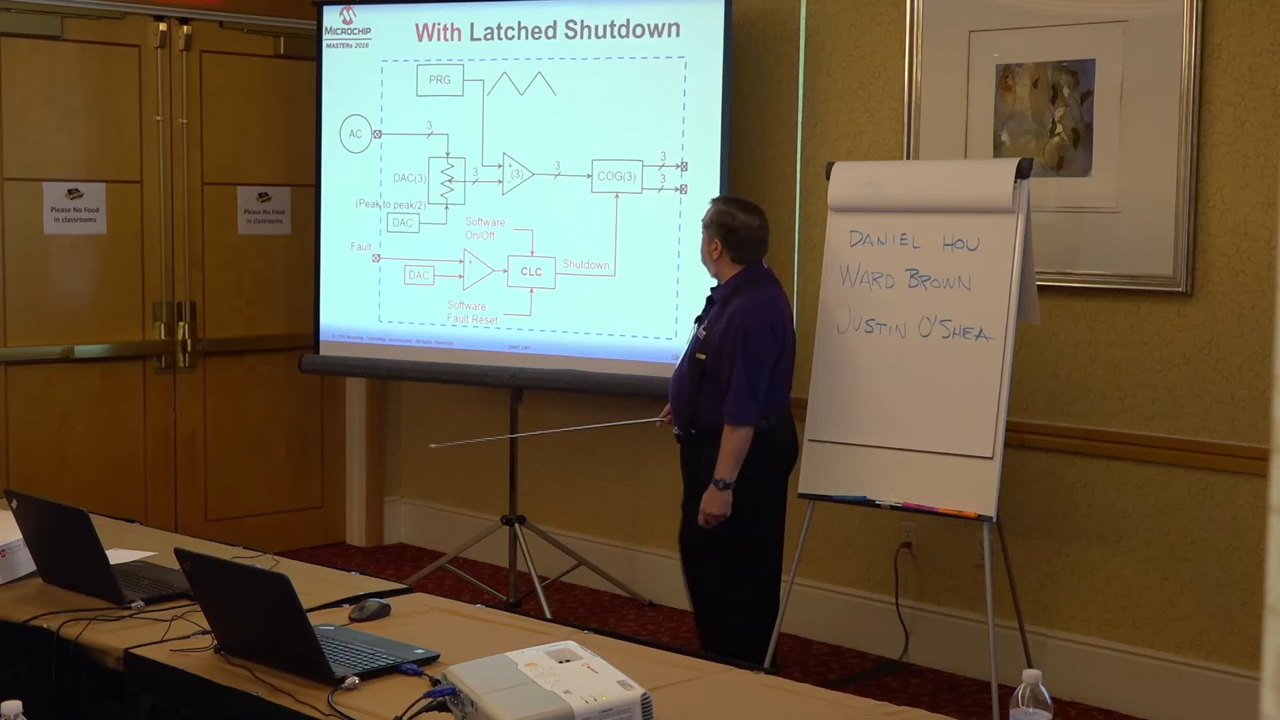 MICROCHIP
MASTERs 2016
With Latched Shutdown
PRG
AC
3
DAC(3)
3
(3)
3
COG(3)
3
3
(Peak to peak/2)
DAC
Software
On/Off
Fault
DAC
CLC
Shutdown
Software
Fault Reset
Please No Food
in classrooms
Please No Food
in classrooms
DANIEL HOU
WARD BROWN
JUSTIN O'SHEA